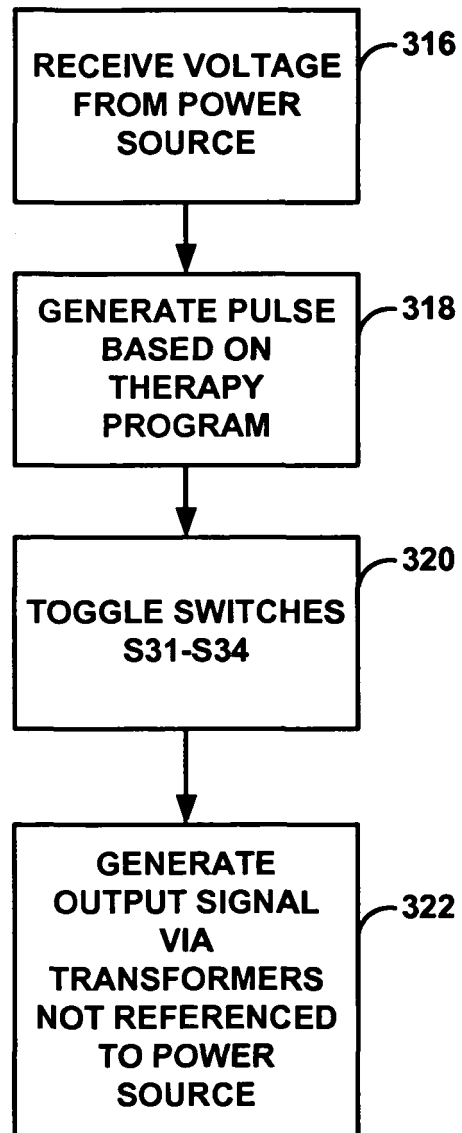 RECEIVE VOLTAGE
FROM POWER
SOURCE
316
GENERATE PULSE
BASED ON
THERAPY
PROGRAM
318
TOGGLE SWITCHES
S31-S34
320
GENERATE
OUTPUT SIGNAL
VIA
TRANSFORMERS
NOT REFERENCED
TO POWER
SOURCE
322